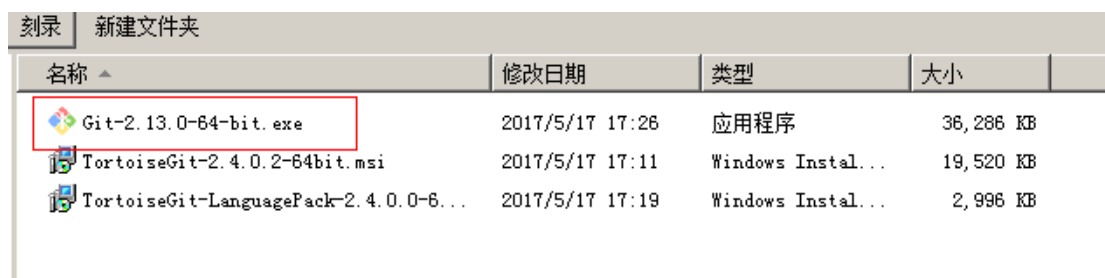 刻录 新建文件夹
名称 修改日期 类型 大小
Git-2.13.0-64-bit.exe 2017/5/17 17:26 应用程序 36,286 KB
TortoiseGit-2.4.0.2-64bit.msi 2017/5/17 17:11 Windows Instal... 19,520 KB
TortoiseGit-LanguagePack-2.4.0.0-6... 2017/5/17 17:19 Windows Instal... 2,996 KB